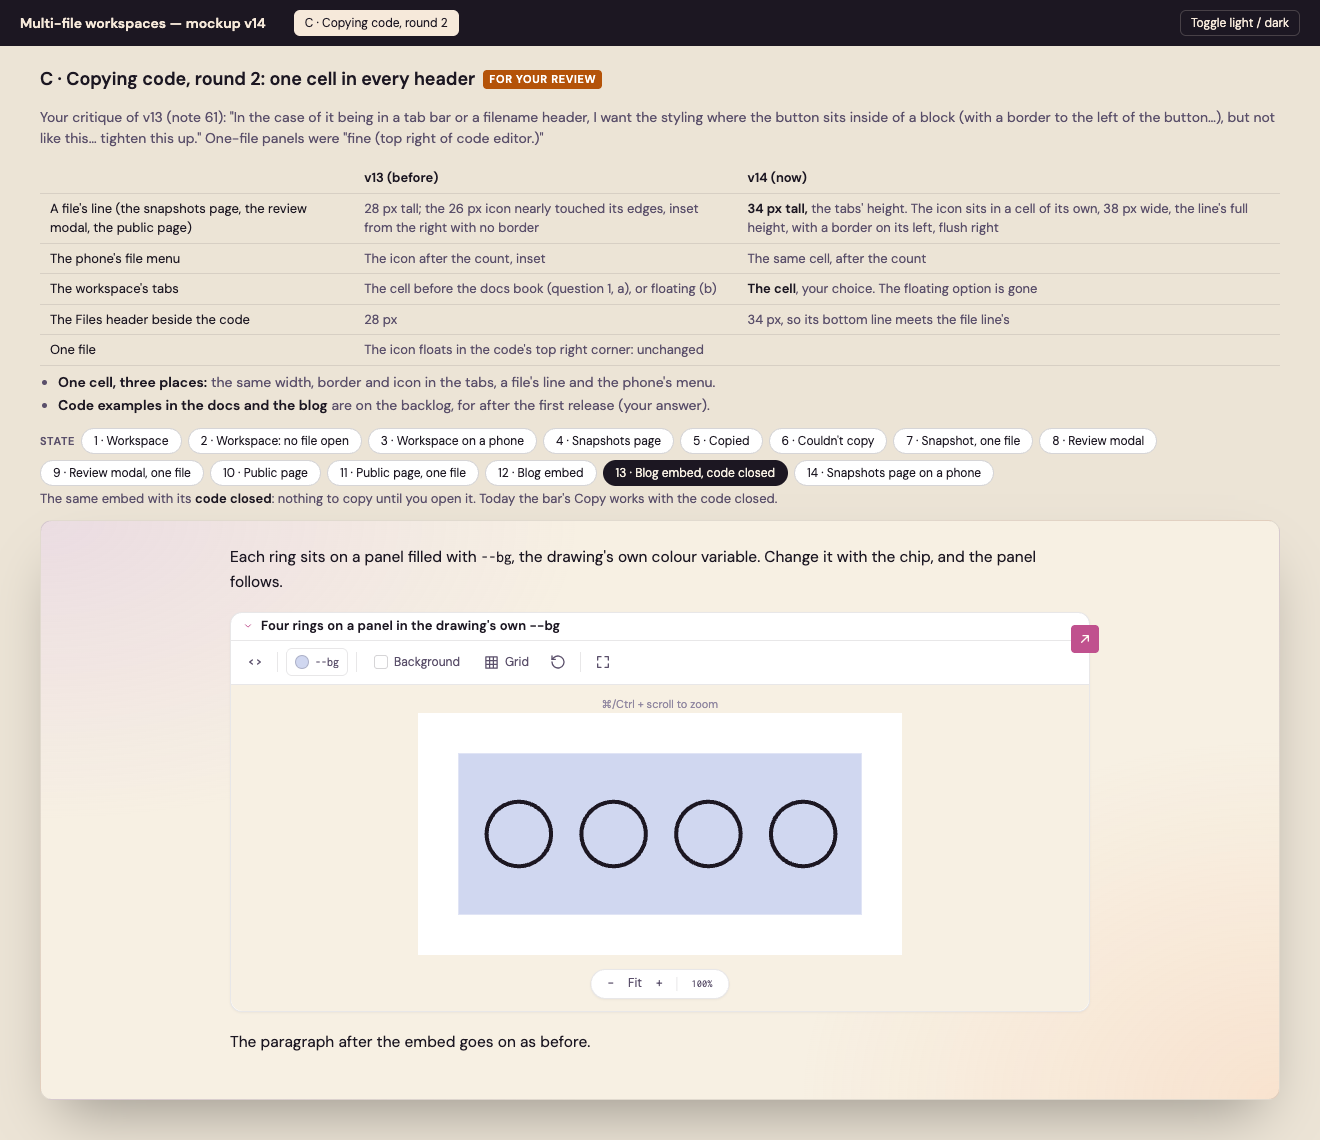 Multi-file workspaces — mockup v14
C · Copying code, round 2
Toggle light / dark
C · Copying code, round 2: one cell in every header
FOR YOUR REVIEW
Your critique of v13 (note 61): "In the case of it being in a tab bar or a filename header, I want the styling where the button sits inside of a block (with a border to the left of the button…), but not
like this… tighten this up." One-file panels were "fine (top right of code editor.)"
v13 (before)
v14 (now)
A file's line (the snapshots page, the review
modal, the public page)
28 px tall; the 26 px icon nearly touched its edges, inset
from the right with no border
34 px tall, the tabs' height. The icon sits in a cell of its own, 38 px wide, the line's full
height, with a border on its left, flush right
The phone's file menu
The icon after the count, inset
The same cell, after the count
The workspace's tabs
The cell before the docs book (question 1, a), or floating (b)
The cell, your choice. The floating option is gone
The Files header beside the code
28 px
34 px, so its bottom line meets the file line's
One file
The icon floats in the code's top right corner: unchanged
• One cell, three places: the same width, border and icon in the tabs, a file's line and the phone's menu.
• Code examples in the docs and the blog are on the backlog, for after the first release (your answer).
STATE
1 · Workspace
2 · Workspace: no file open
3 · Workspace on a phone
4 · Snapshots page
5 · Copied
6 · Couldn't copy
7 · Snapshot, one file
8 · Review modal
9 · Review modal, one file
10 · Public page
11 · Public page, one file
12 · Blog embed
13 · Blog embed, code closed
14 · Snapshots page on a phone
The same embed with its code closed: nothing to copy until you open it. Today the bar's Copy works with the code closed.
Each ring sits on a panel filled with --bg, the drawing's own colour variable. Change it with the chip, and the panel
follows.
Four rings on a panel in the drawing's own --bg
--bg
Background
Grid
⌘/Ctrl + scroll to zoom
− Fit + 100%
The paragraph after the embed goes on as before.